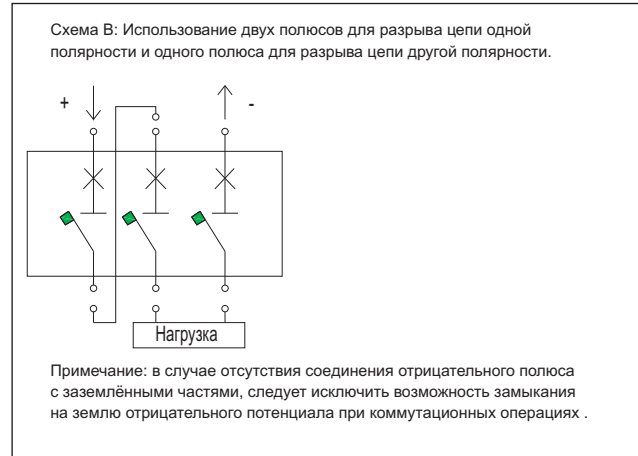 Схема В: Использование двух полюсов для разрыва цепи одной
полярности и одного полюса для разрыва цепи другой полярности.
+ -
Нагрузка
Примечание: в случае отсутствия соединения отрицательного полюса
с заземлёнными частями, следует исключить возможность замыкания
на землю отрицательного потенциала при коммутационных операциях .